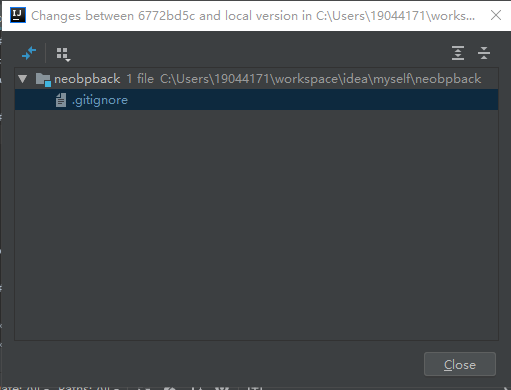 Changes between 6772bd5c and local version in C:\Users\19044171\works...
neobpback 1 file C:\Users\19044171\workspace\idea\myself\neobpback
.gitignore
Close